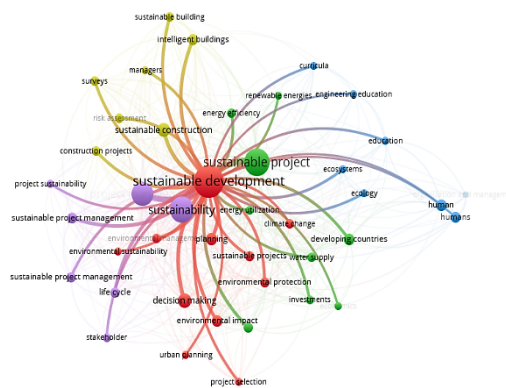 sustainable building
intelligent buildings
curricula
managers
surveys
renewable energies
engineering education
energy efficiency
risk assessment
sustainable construction
education
construction projects
sustainable project
ecosystems
project sustainability
sustainable development
ecology
human
sustainability
energy utilization
humans
sustainable project management
climate change
environmental management
planning
developing countries
environmental sustainability
sustainable projects
water supply
sustainable project management
environmental protection
life cycle
decision making
investments
environmental impact
stakeholder
urban planning
project selection